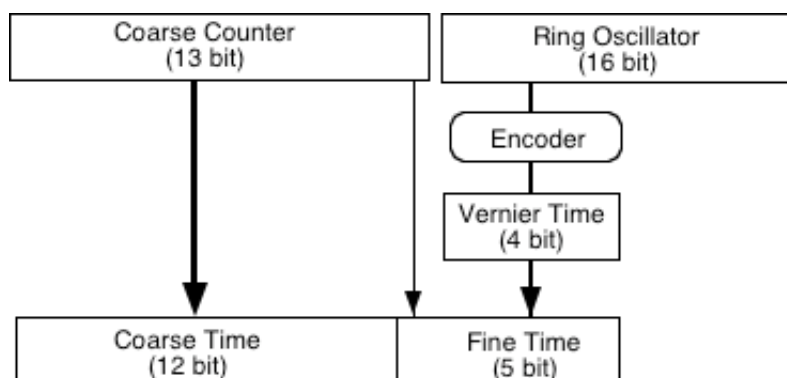 Coarse Counter
(13 bit)
Ring Oscillator
(16 bit)
Encoder
Vernier Time
(4 bit)
Coarse Time
(12 bit)
Fine Time
(5 bit)